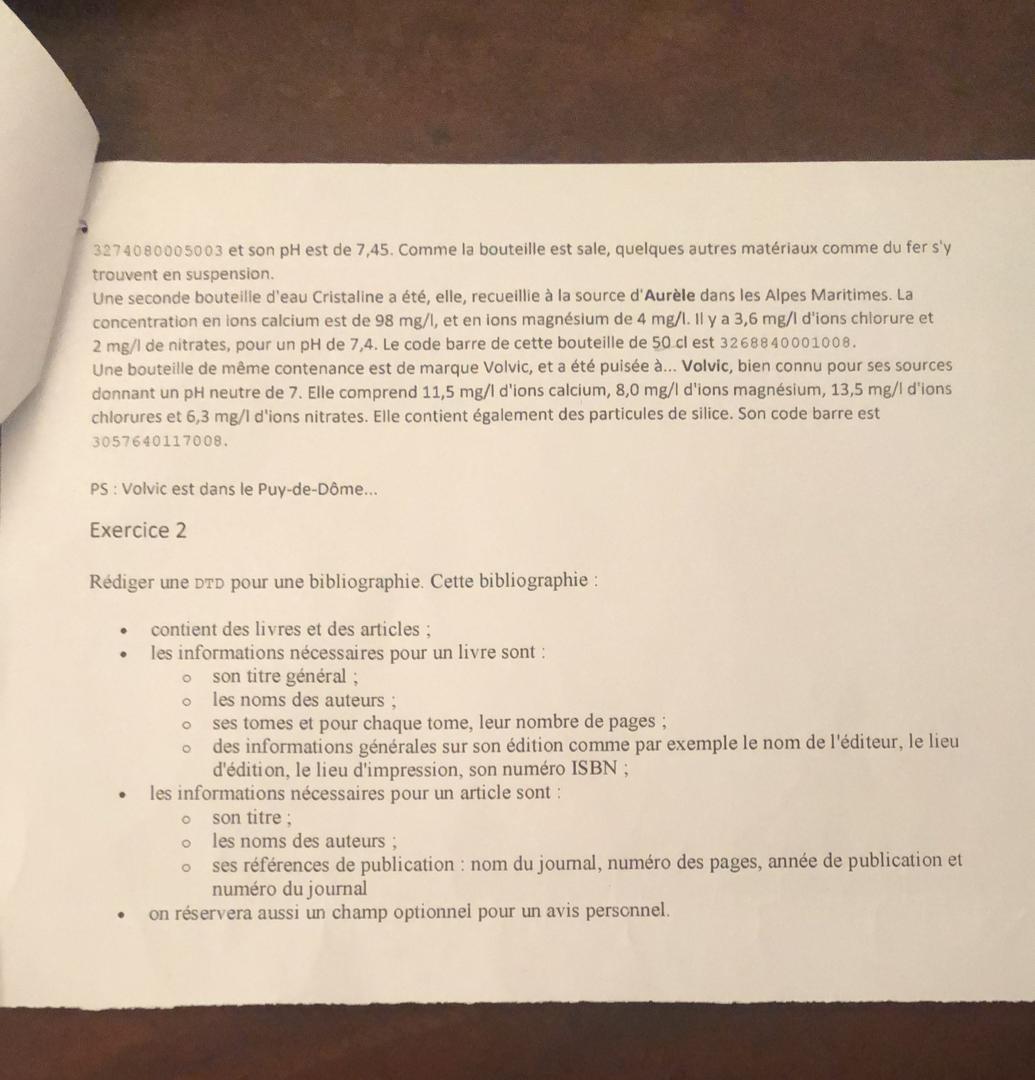 3274080005003 et son pH est de 7,45. Comme la bouteille est sale, quelques autres matériaux comme du fer s'y
trouvent en suspension.
Une seconde bouteille d'eau Cristaline a été, elle, recueillie à la source d'Aurèle dans les Alpes Maritimes. La
concentration en ions calcium est de 98 mg/l, et en ions magnésium de 4 mg/l. Il y a 3,6 mg/l d'ions chlorure et
2 mg/l de nitrates, pour un pH de 7,4. Le code barre de cette bouteille de 50 cl est 3268840001008.
Une bouteille de même contenance est de marque Volvic, et a été puisée à... Volvic, bien connu pour ses sources
donnant un pH neutre de 7. Elle comprend 11,5 mg/l d'ions calcium, 8,0 mg/l d'ions magnésium, 13,5 mg/l d'ions
chlorures et 6,3 mg/l d'ions nitrates. Elle contient également des particules de silice. Son code barre est
3057640117008.
PS : Volvic est dans le Puy-de-Dôme...
Exercice 2
Rédiger une DTD pour une bibliographie. Cette bibliographie :
• contient des livres et des articles ;
• les informations nécessaires pour un livre sont :
o son titre général ;
o les noms des auteurs ;
o ses tomes et pour chaque tome, leur nombre de pages ;
o des informations générales sur son édition comme par exemple le nom de l'éditeur, le lieu
d'édition, le lieu d'impression, son numéro ISBN ;
• les informations nécessaires pour un article sont :
o son titre ;
o les noms des auteurs ;
o ses références de publication : nom du journal, numéro des pages, année de publication et
numéro du journal
• on réservera aussi un champ optionnel pour un avis personnel.